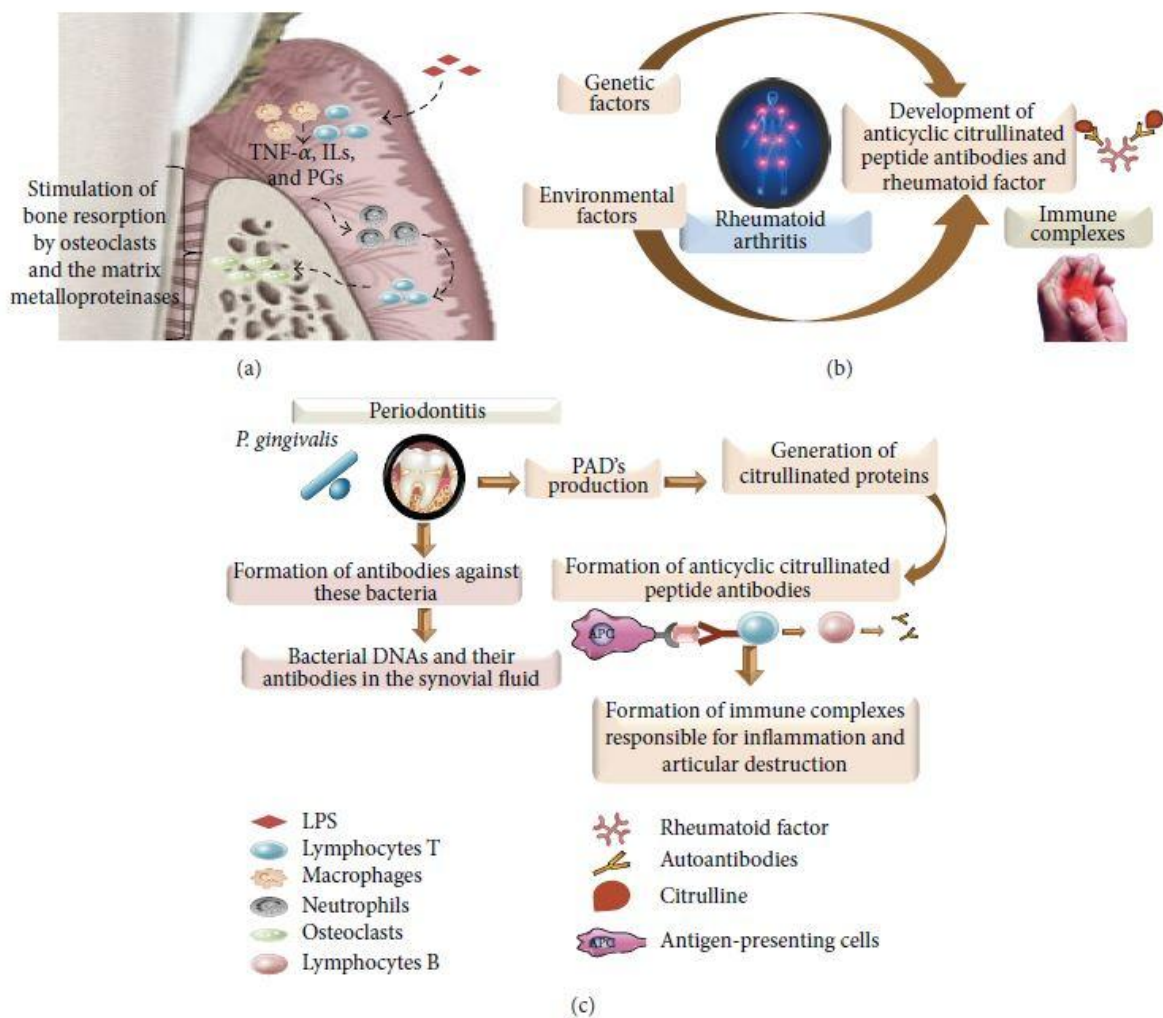 TNF-α, ILs,
and PGs
Stimulation of
bone resorption
by osteoclasts
and the matrix
metalloproteinases
(a)
Genetic
factors
Environmental
factors
Rheumatoid
arthritis
Development of
anticyclic citrullinated
peptide antibodies and
rheumatoid factor
Immune
complexes
(b)
Periodontitis
P. gingivalis
PAD's
production
Generation of
citrullinated proteins
Formation of antibodies against
these bacteria
Bacterial DNAs and their
antibodies in the synovial fluid
Formation of anticyclic citrullinated
peptide antibodies
APC
Formation of immune complexes
responsible for inflammation and
articular destruction
LPS
Lymphocytes T
Macrophages
Neutrophils
Osteoclasts
Lymphocytes B
Rheumatoid factor
Autoantibodies
Citrulline
APC
Antigen-presenting cells
(c)